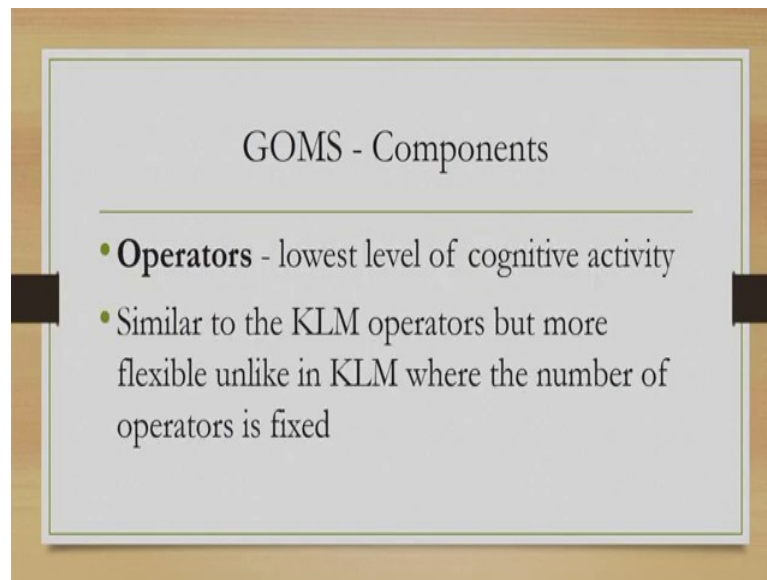 GOMS - Components
• Operators - lowest level of cognitive activity
• Similar to the KLM operators but more
flexible unlike in KLM where the number of
operators is fixed